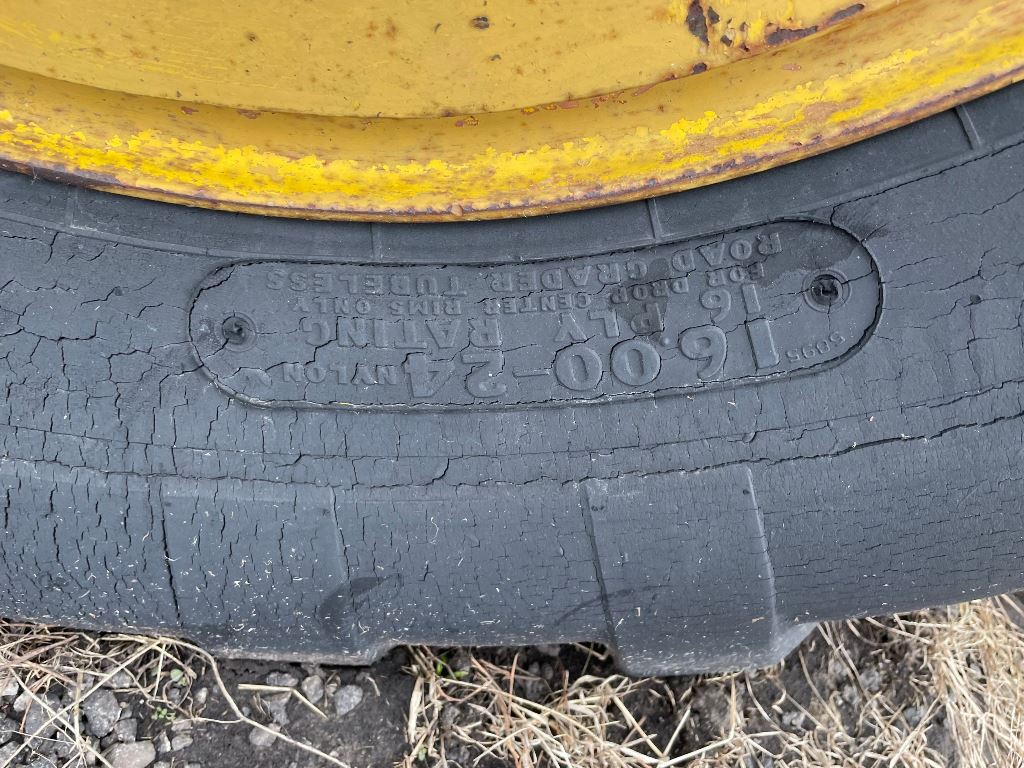 16.00-24 NYLON
16 PLY RATING
FOR DROP CENTER RIMS ONLY
ROAD GRADER TUBELESS